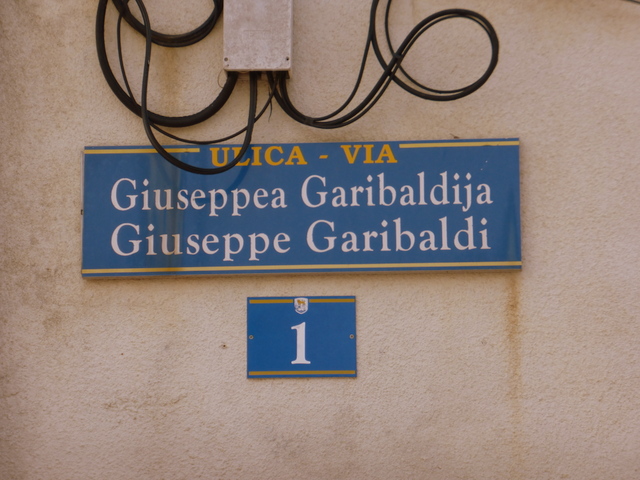 ULICA - VIA
Giuseppea Garibaldija
Giuseppe Garibaldi
1